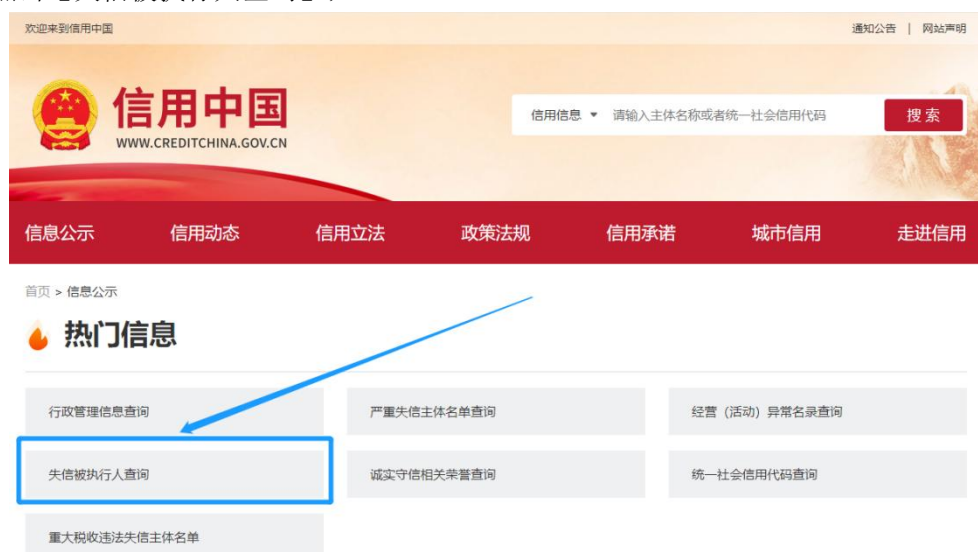 欢迎来到信用中国
通知公告 | 网站声明
信用中国
WWW.CREDITCHINA.GOV.CN
信用信息 请输入主体名称或者统一社会信用代码 搜索
信息公示 信用动态 信用立法 政策法规 信用承诺 城市信用 走进信用
首页 > 信息公示
热门信息
行政管理信息查询 严重失信主体名单查询 经营（活动）异常名录查询
失信被执行人查询 诚实守信相关荣誉查询 统一社会信用代码查询
重大税收违法失信主体名单